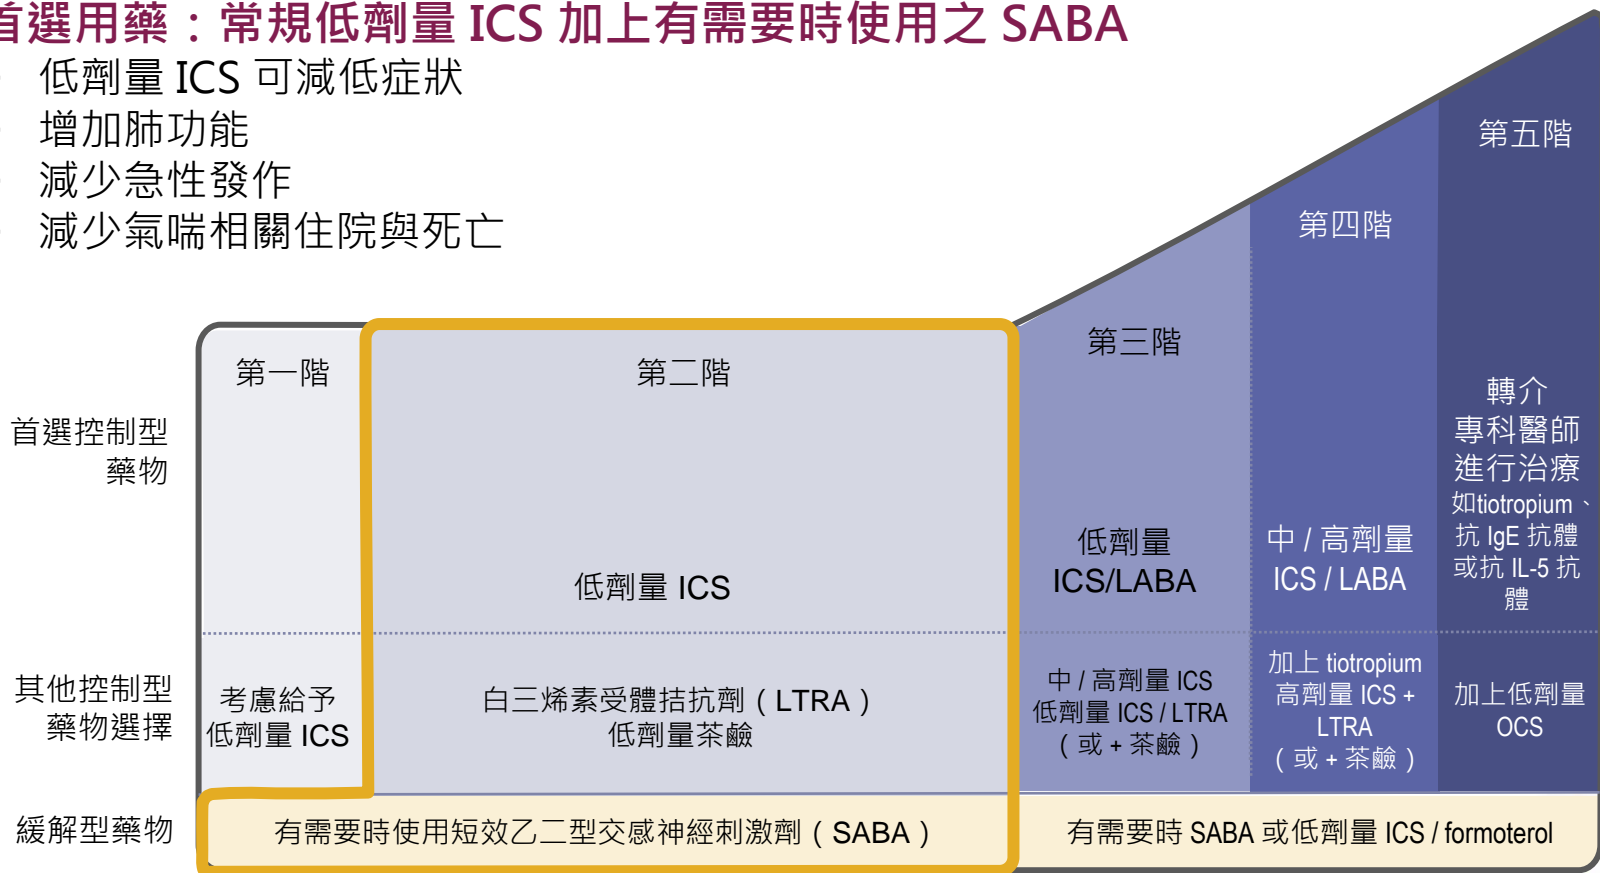 首選用藥：常規低劑量 ICS 加上有需要時使用之 SABA
低劑量 ICS 可減低症狀
增加肺功能
減少急性發作
減少氣喘相關住院與死亡
第一階
第二階
第三階
第四階
第五階
首選控制型
藥物
低劑量 ICS
低劑量
ICS/LABA
中 / 高劑量
ICS / LABA
轉介
專科醫師
進行治療
如tiotropium、
抗 IgE 抗體
或抗 IL-5 抗
體
其他控制型
藥物選擇
考慮給予
低劑量 ICS
白三烯素受體拮抗劑（LTRA）
低劑量茶鹼
中 / 高劑量 ICS
低劑量 ICS / LTRA
（或 + 茶鹼）
加上 tiotropium
高劑量 ICS +
LTRA
（或 + 茶鹼）
加上低劑量
OCS
緩解型藥物
有需要時使用短效乙二型交感神經刺激劑（SABA）
有需要時 SABA 或低劑量 ICS / formoterol